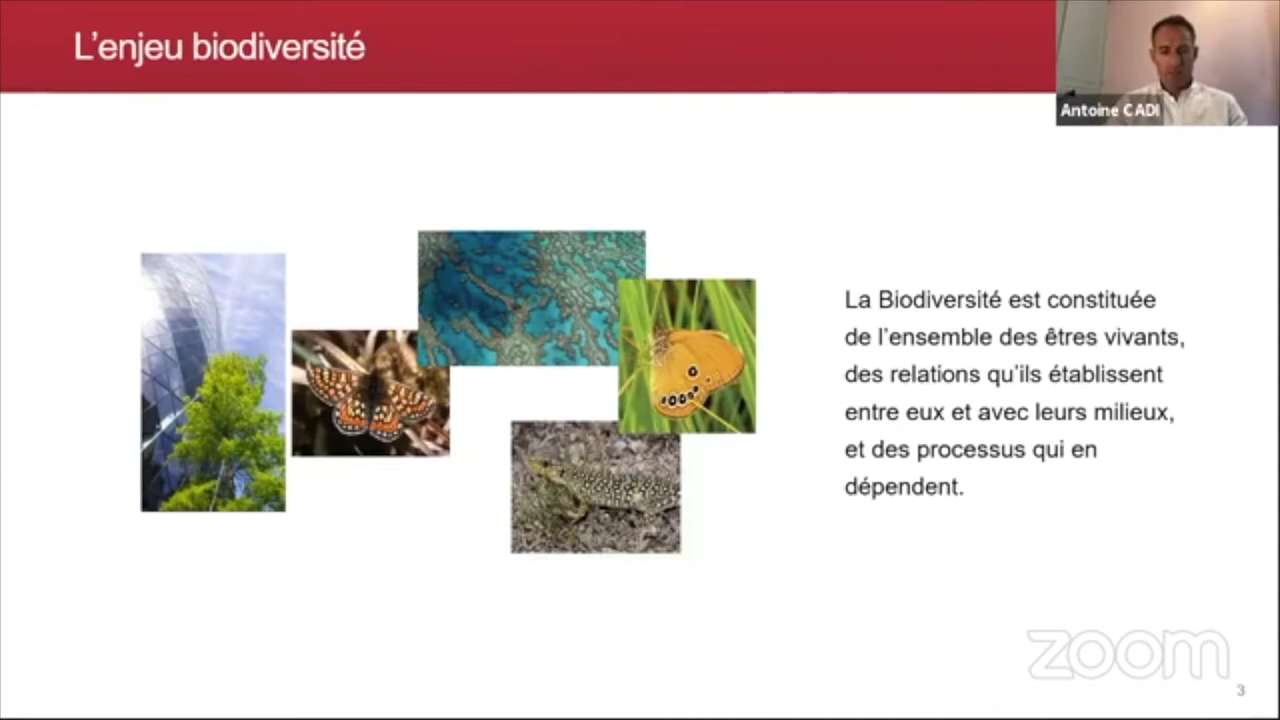 L'enjeu biodiversité
Antoine CADI
La Biodiversité est constituée
de l'ensemble des êtres vivants,
des relations qu'ils établissent
entre eux et avec leurs milieux,
et des processus qui en
dépendent.
zoom
3